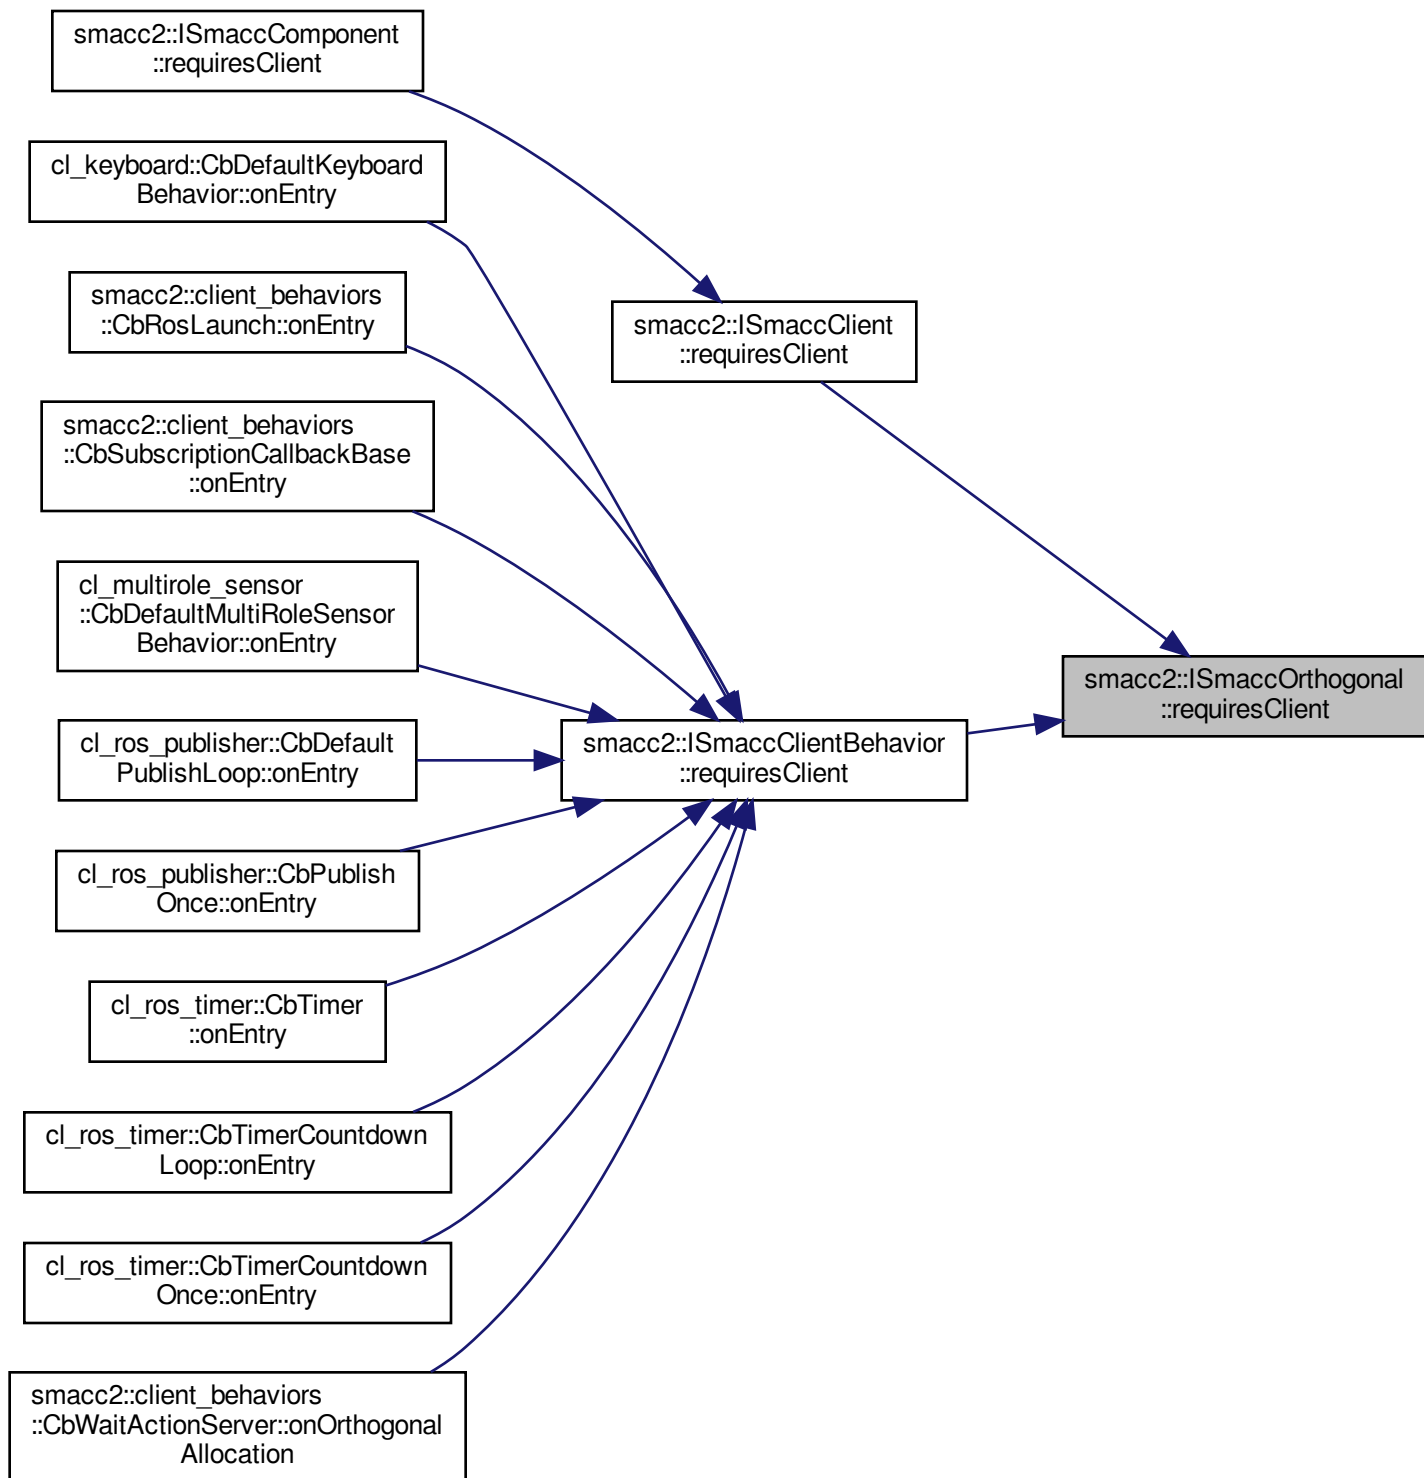 smacc2::ISmaccComponent
::requiresClient
cl_keyboard::CbDefaultKeyboard
Behavior::onEntry
smacc2::client_behaviors
::CbRosLaunch::onEntry
smacc2::client_behaviors
::CbSubscriptionCallbackBase
::onEntry
cl_multirole_sensor
::CbDefaultMultiRoleSensor
Behavior::onEntry
cl_ros_publisher::CbDefault
PublishLoop::onEntry
cl_ros_publisher::CbPublish
Once::onEntry
cl_ros_timer::CbTimer
::onEntry
cl_ros_timer::CbTimerCountdown
Loop::onEntry
cl_ros_timer::CbTimerCountdown
Once::onEntry
smacc2::client_behaviors
::CbWaitActionServer::onOrthogonal
Allocation
smacc2::ISmaccClient
::requiresClient
smacc2::ISmaccClientBehavior
::requiresClient
smacc2::ISmaccOrthogonal
::requiresClient